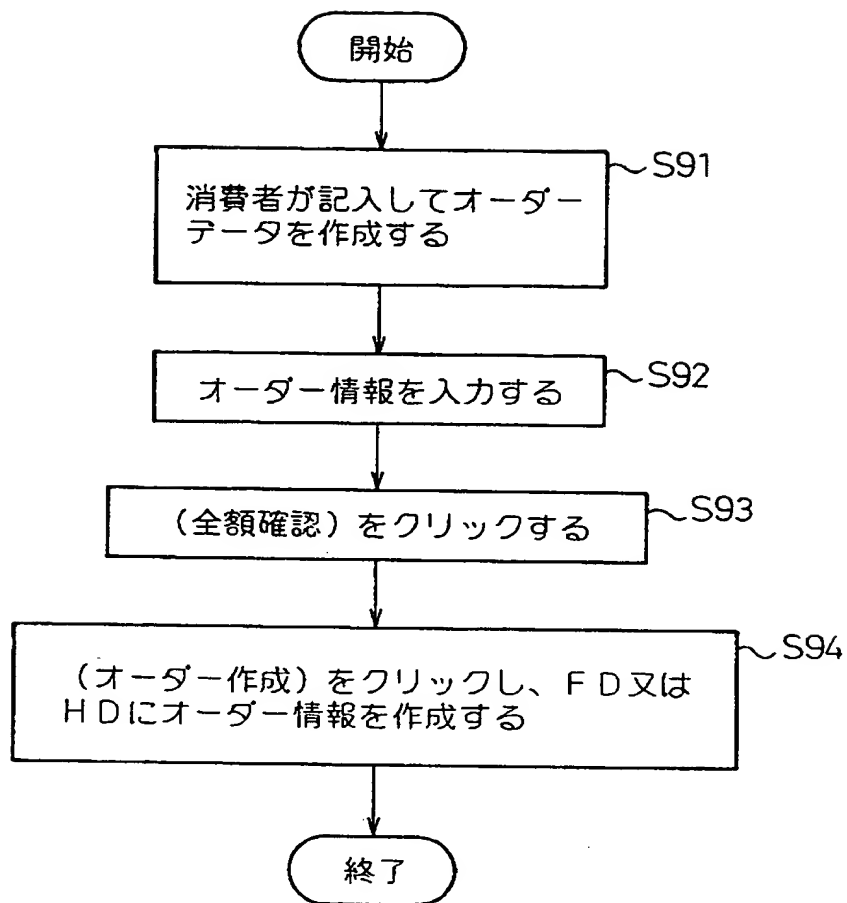 開始
S91
消費者が記入してオーダー
データを作成する
S92
オーダー情報を入力する
S93
(全額確認)をクリックする
S94
(オーダー作成)をクリックし、FD又は
HDにオーダー情報を作成する
終了